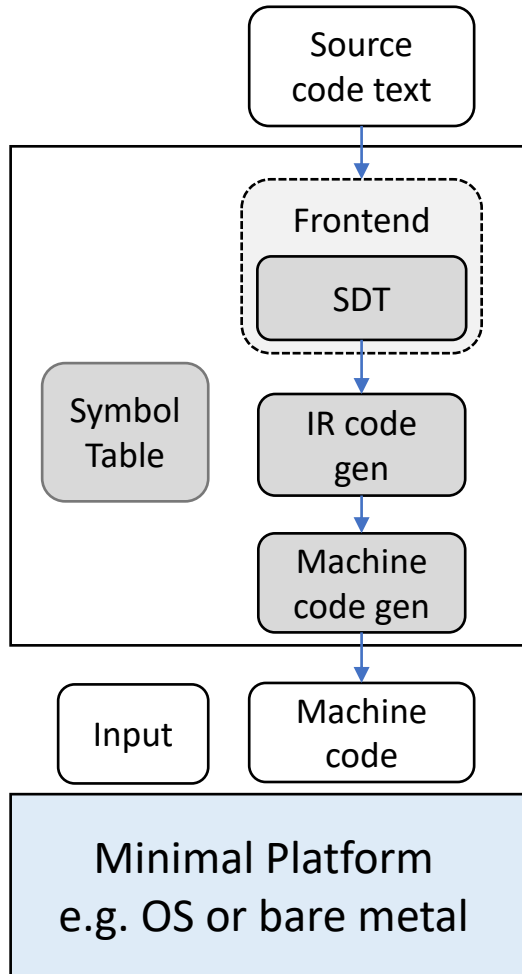 Source
code text
Frontend
SDT
Symbol
Table
IR code
gen
Machine
code gen
Input
Machine
code
Minimal Platform
e.g. OS or bare metal